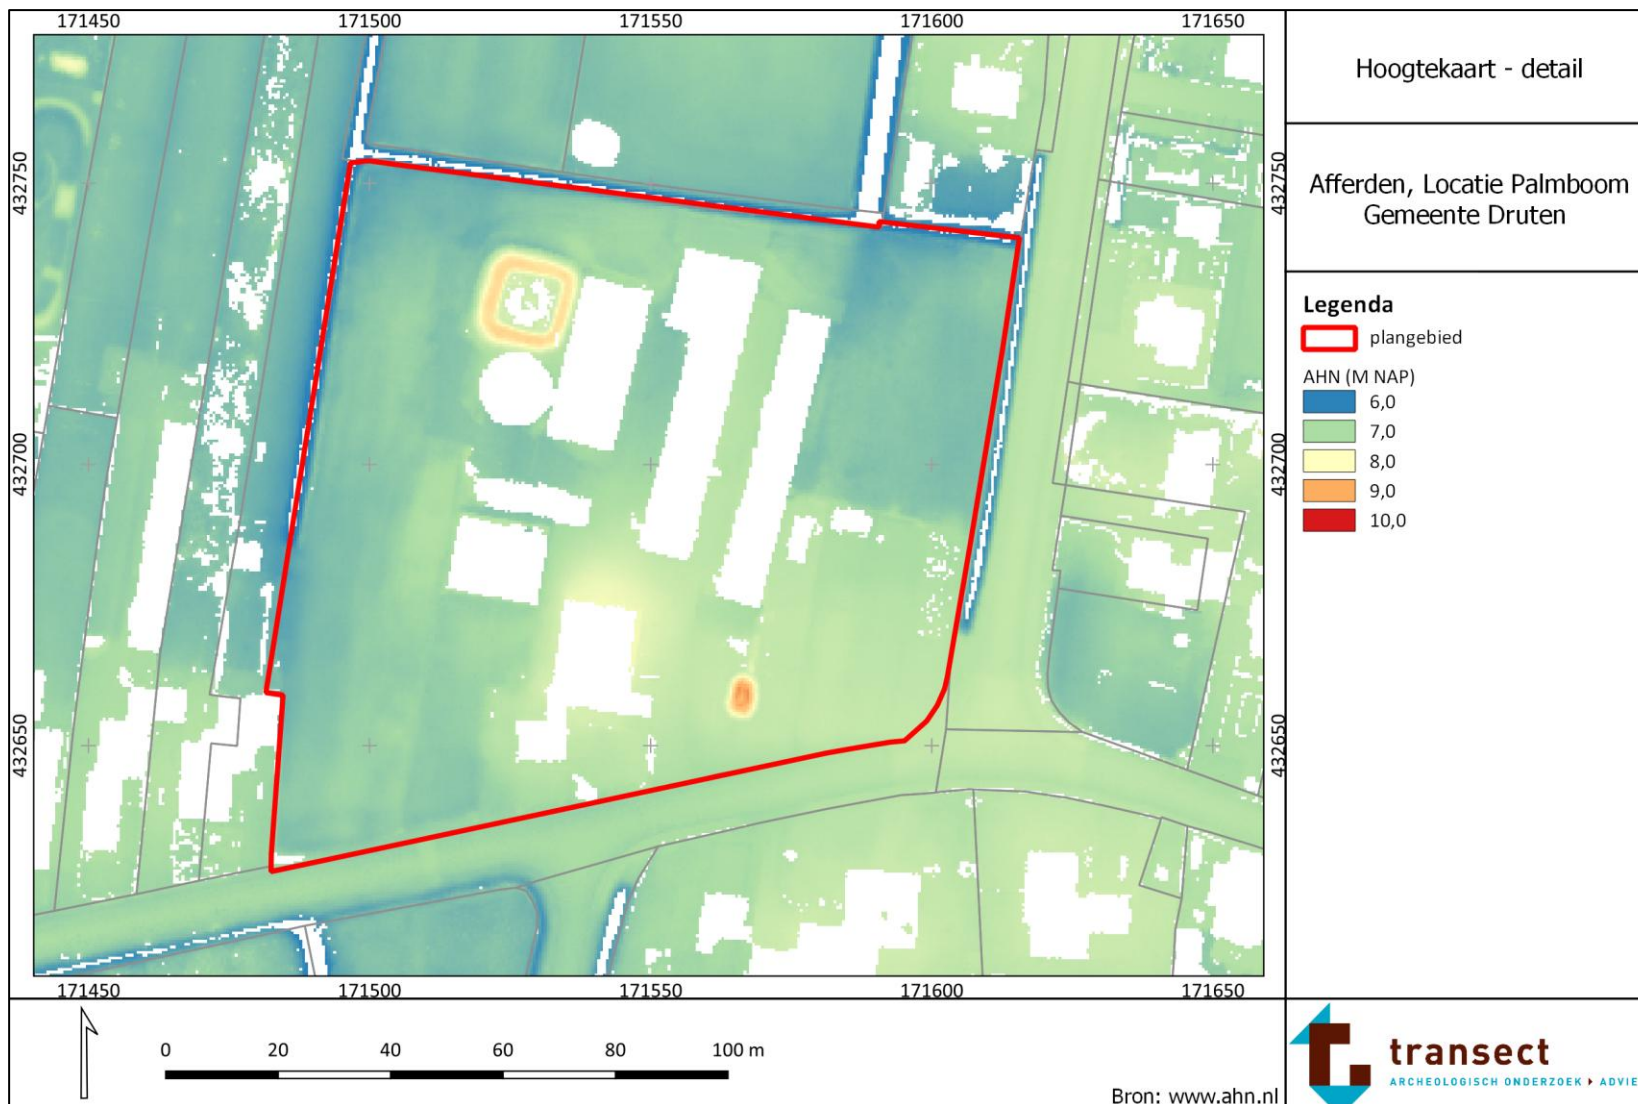 171450 171500 171550 171600 171650
432750 432750
432700 432700
432650 432650
171450 171500 171550 171600 171650
0 20 40 60 80 100 m
Bron: www.ahn.nl
Hoogtekaart - detail
Afferden, Locatie Palmboom
Gemeente Druten
Legenda
plangebied
AHN (M NAP)
6,0
7,0
8,0
9,0
10,0
transect
ARCHEOLOGISCH ONDERZOEK ▸ ADVIE